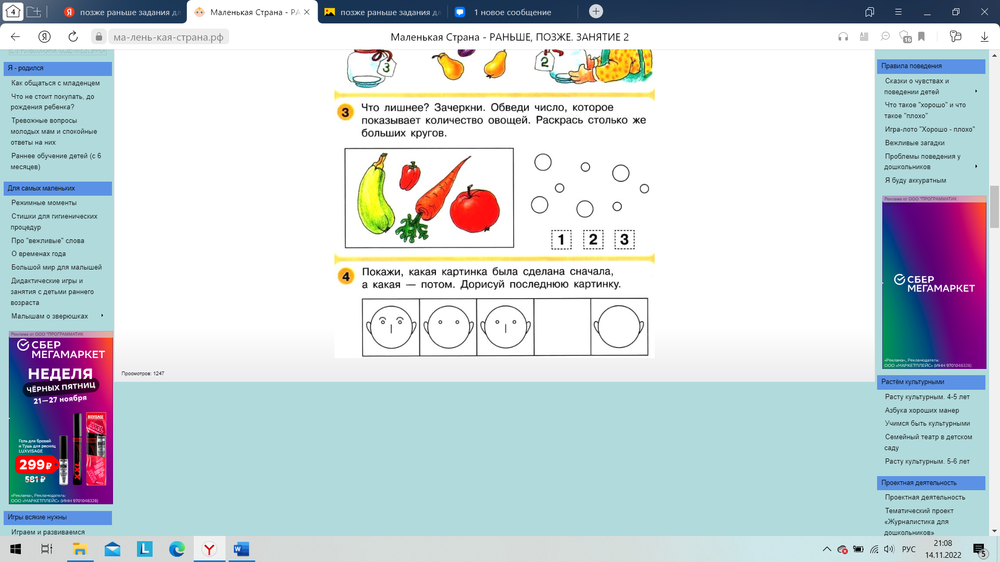 4
позже раньше задания дл
Маленькая Страна - РА
позже раньше задания дл
1 новое сообщение
ма-лень-кая-страна.рф
Маленькая Страна - РАНЬШЕ, ПОЗЖЕ. ЗАНЯТИЕ 2
16
Я - родился
Как общаться с младенцем
Что не стоит покупать, до
рождения ребенка?
Тревожные вопросы
молодых мам и спокойные
ответы на них
Раннее обучение детей (с 6
месяцев)
Для самых маленьких
Режимные моменты
Стишки для гигиенических
процедур
Про "вежливые" слова
О временах года
Большой мир для малышей
Дидактические игры и
занятия с детьми раннего
возраста
Малышам о зверюшках
Реклама от ООО "ПРОГРАММАТИК
СБЕР
МЕГАМАРКЕТ
НЕДЕЛЯ
ЧЁРНЫХ ПЯТНИЦ
21—27 ноября
LUXVISAGE
XXL
Гель для бровей
и Тушь для ресниц
LUXVISAGE
299 ₽
581 ₽
«Реклама», Рекламодатель:
ООО «МАРКЕТПЛЕЙС» (ИНН 9701048328)
Игры всякие нужны
Играем и развиваемся
3
2
3
Что лишнее? Зачеркни. Обведи число, которое
показывает количество овощей. Раскрась столько же
больших кругов.
1 2 3
4
Покажи, какая картинка была сделана сначала,
а какая — потом. Дорисуй последнюю картинку.
Просмотров: 1247
Правила поведения
Сказки о чувствах и
поведении детей
Что такое "хорошо" и что
такое "плохо"
Игра-лото "Хорошо - плохо"
Вежливые загадки
Проблемы поведения у
дошкольников
Я буду аккуратным
Реклама от ООО "ПРОГРАММАТИК
СБЕР
МЕГАМАРКЕТ
«Реклама», Рекламодатель:
ООО «МАРКЕТПЛЕЙС» (ИНН 9701048328)
Растём культурными
Расту культурным. 4-5 лет
Азбука хороших манер
Учимся быть культурными
Семейный театр в детском
саду
Расту культурным. 5-6 лет
Проектная деятельность
Проектная деятельность
Тематический проект
«Журналистика для
дошкольников»
РУС
21:08
14.11.2022
5